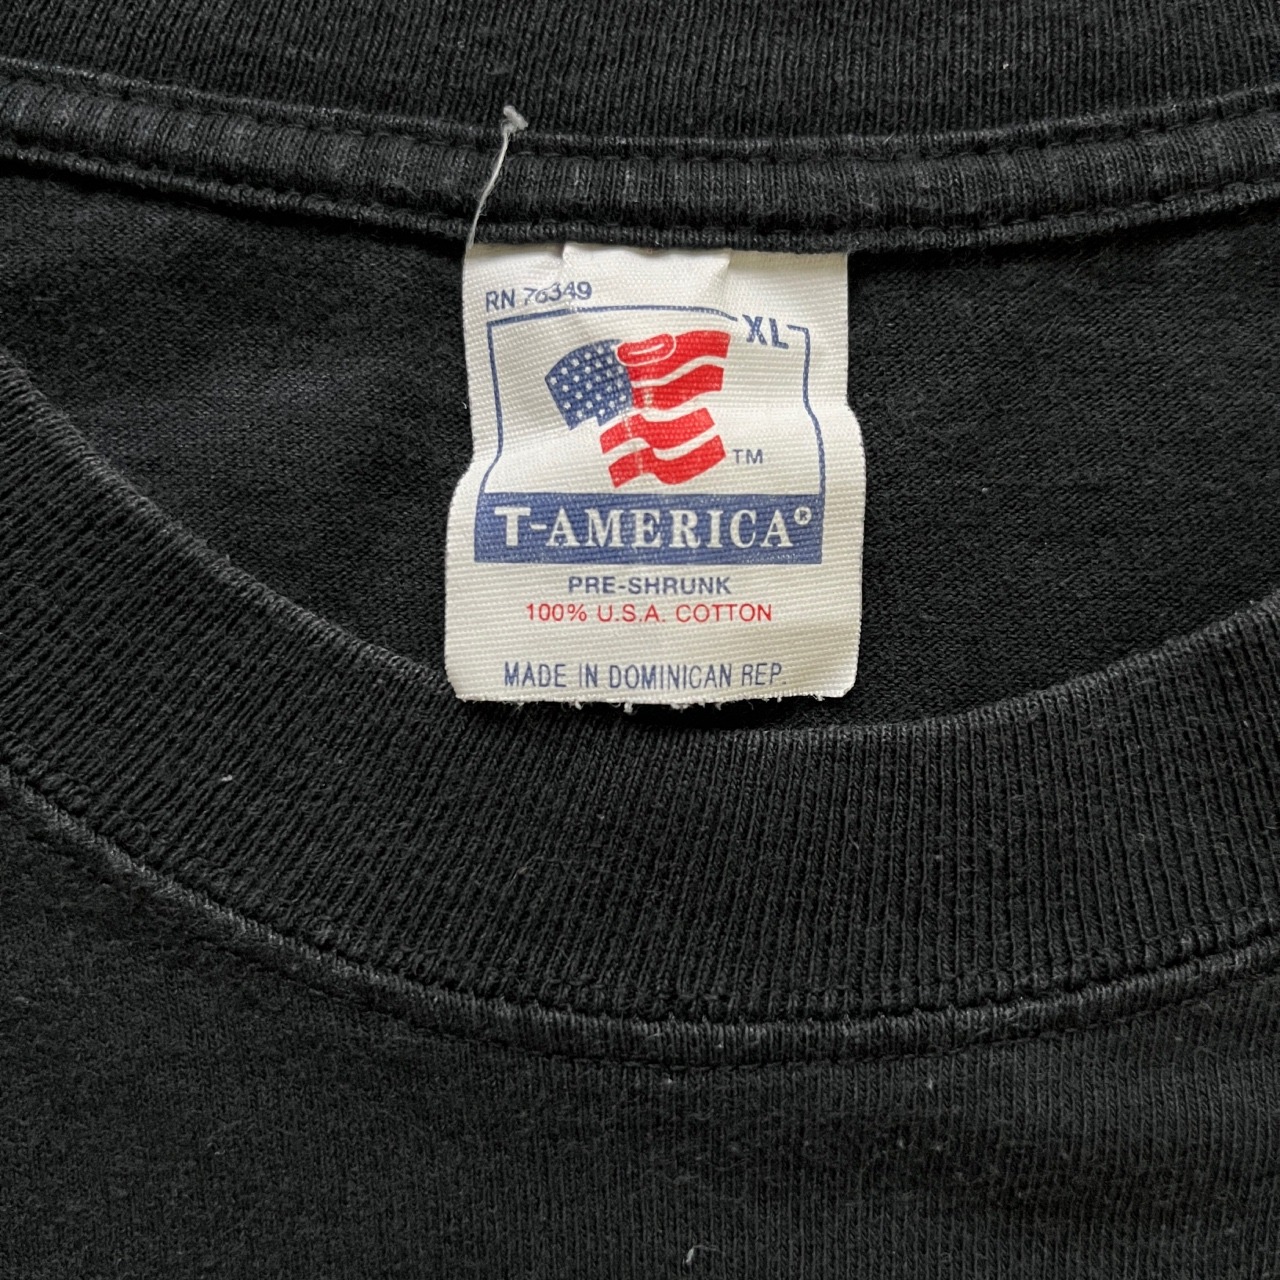 RN 76349
XL
TM
T-AMERICA®
PRE-SHRUNK
100% U.S.A. COTTON
MADE IN DOMINICAN REP.